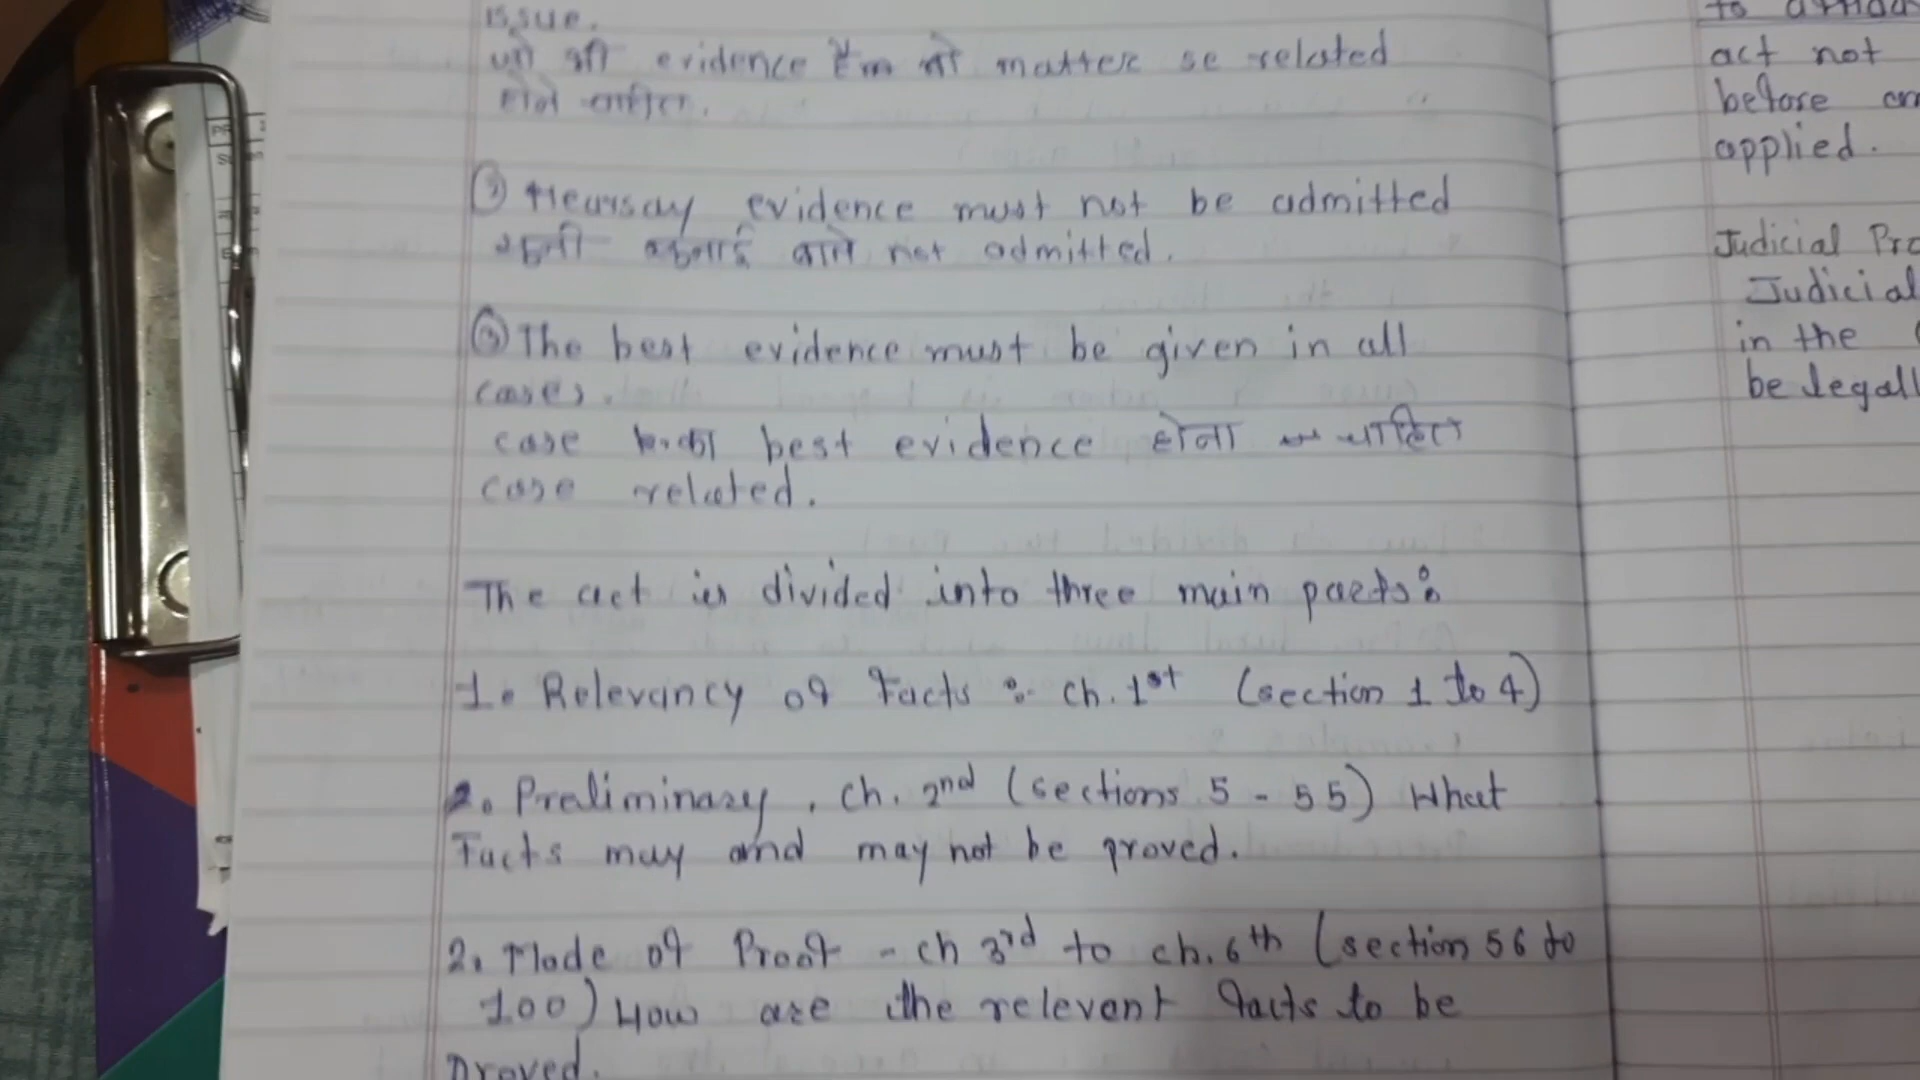 issue.
जो भी evidence हैं वो matter se related
होने चाहिए.
② Hearsay evidence must not be admitted
not admitted.
③ The best evidence must be given in all
cases.
case best evidence होना चाहिए
case related.
The act is divided into three main parts:
1. Relevancy of Facts :- ch. 1st (section 1 to 4)
2. Preliminary, ch. 2nd (sections 5 - 55) What
Facts may and may not be proved.
2. Mode of Proof - ch 3rd to ch. 6th (section 56 to
100) How are the relevant facts to be
proved.
to
act not
before
applied.
Judicial
Judicial
in the
be legall